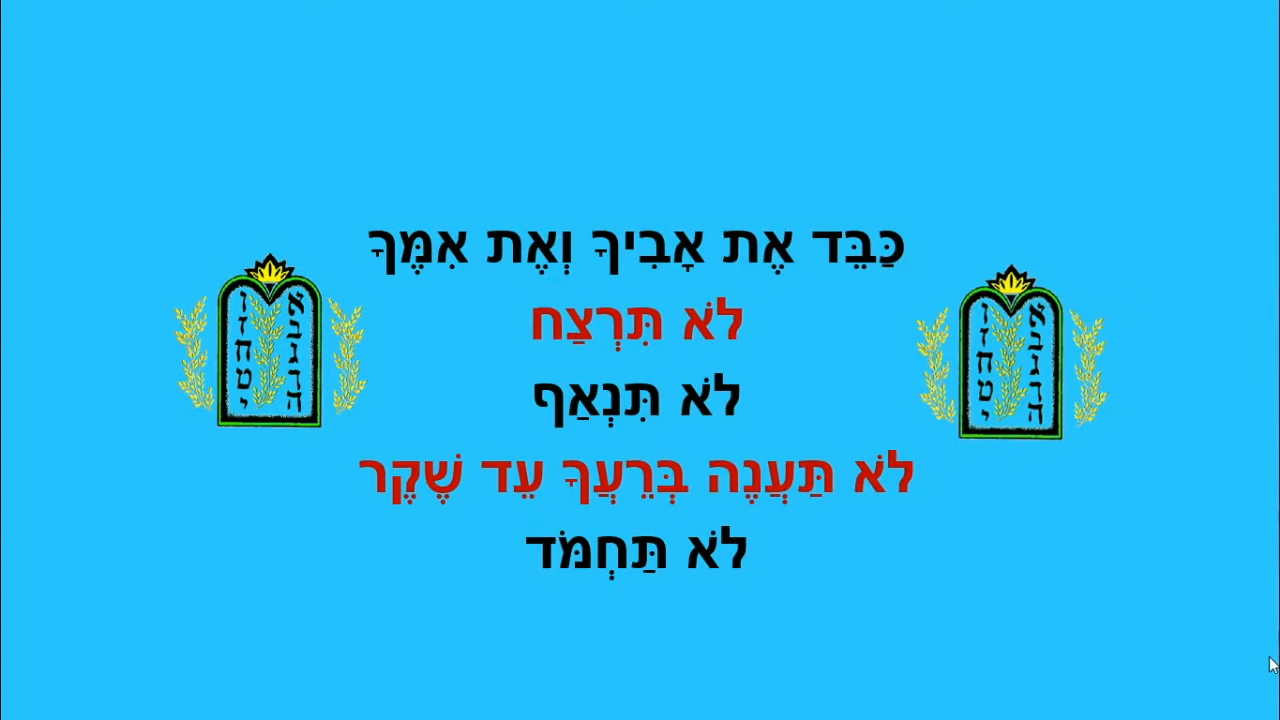 כַּבֵּד אֶת אָבִיךָ וְאֶת אִמֶּךָ
לֹא תִּרְצַח
לֹא תִּנְאַף
לֹא תַּעֲנֶה בְּרֵעֲךָ עֵד שֶׁקֶר
לֹא תַּחְמֹד
א
ב
ג
ד
ה
ו
ז
ח
ט
י
א
ב
ג
ד
ה
ו
ז
ח
ט
י